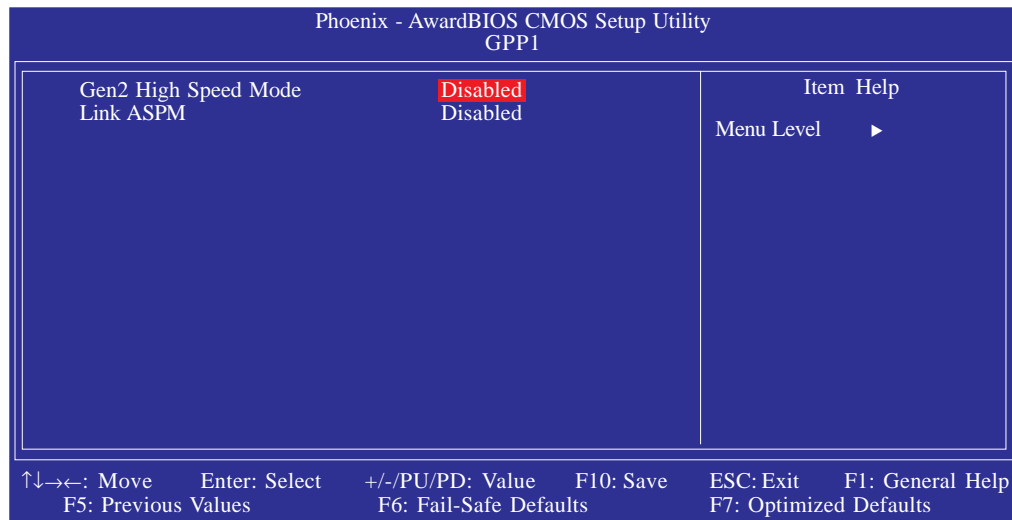 Phoenix - AwardBIOS CMOS Setup Utility
GPP1
Gen2 High Speed Mode Disabled
Link ASPM Disabled
Item Help
Menu Level ▶
↑↓→←: Move Enter: Select +/-/PU/PD: Value F10: Save ESC: Exit F1: General Help
F5: Previous Values F6: Fail-Safe Defaults F7: Optimized Defaults